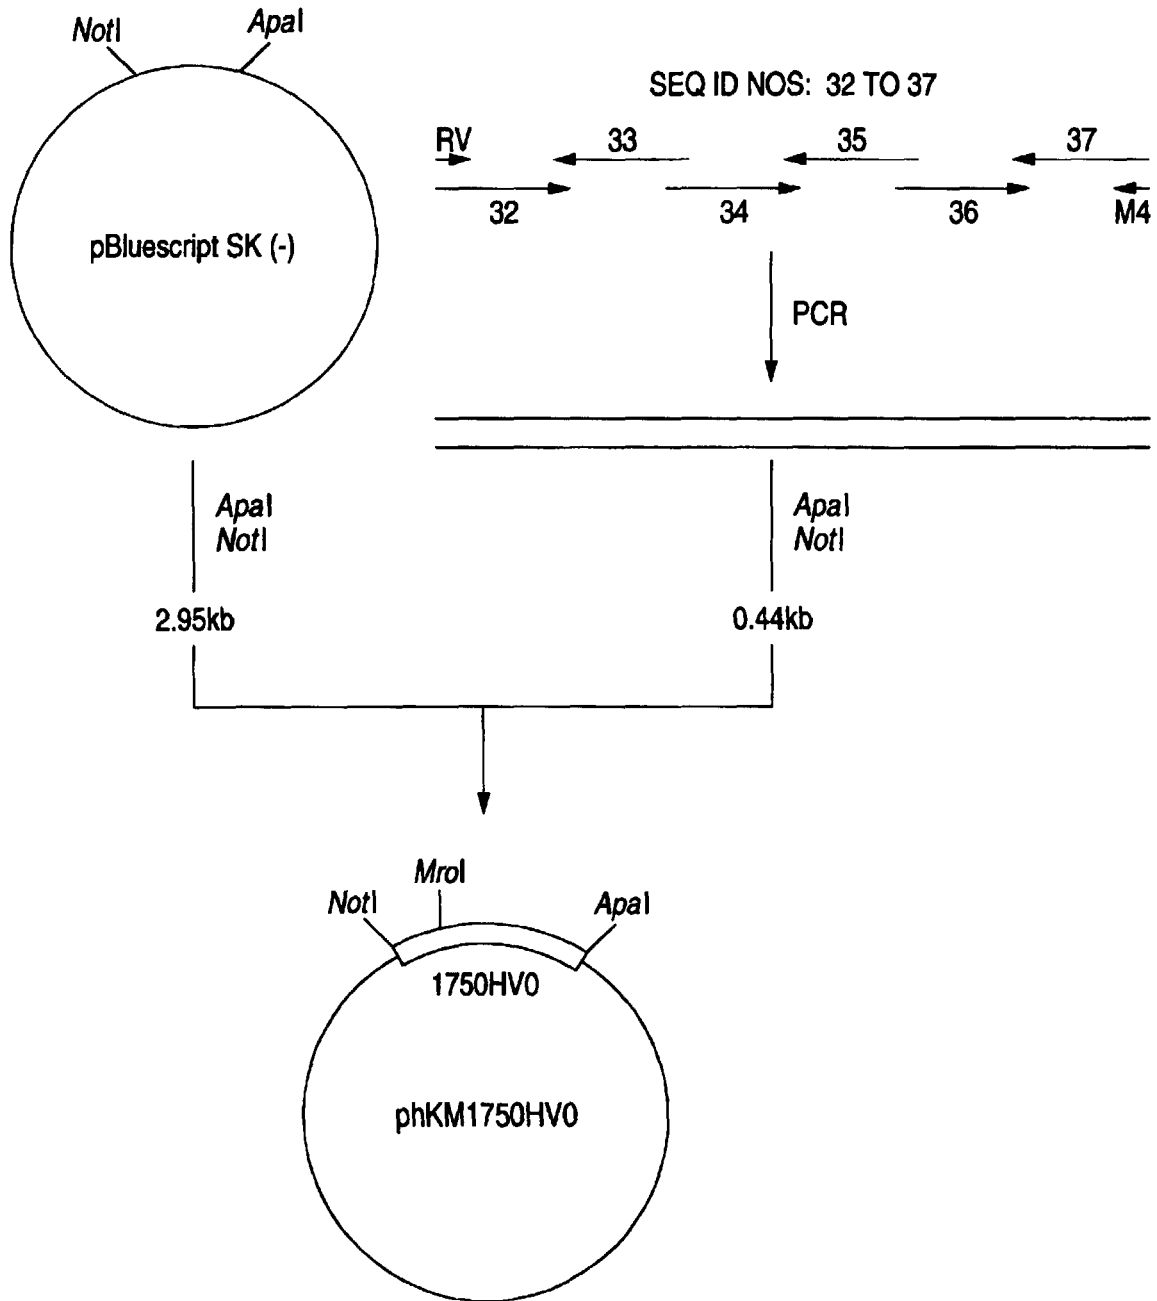 NotI
ApaI
pBluescript SK (-)
SEQ ID NOS: 32 TO 37
RV
33
35
37
32
34
36
M4
PCR
ApaI
NotI
ApaI
NotI
2.95kb
0.44kb
MroI
NotI
ApaI
1750HV0
phKM1750HV0